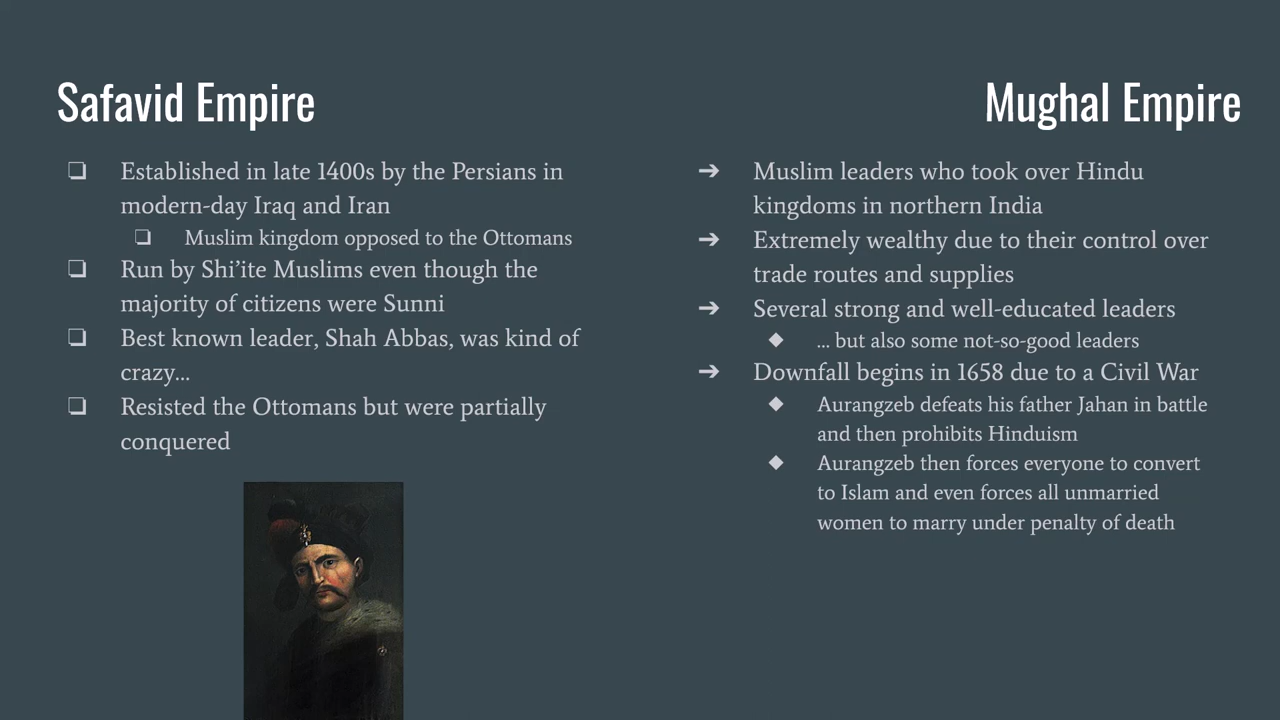 Safavid Empire
Established in late 1400s by the Persians in
modern-day Iraq and Iran
Muslim kingdom opposed to the Ottomans
Run by Shi’ite Muslims even though the
majority of citizens were Sunni
Best known leader, Shah Abbas, was kind of
crazy...
Resisted the Ottomans but were partially
conquered
Mughal Empire
Muslim leaders who took over Hindu
kingdoms in northern India
Extremely wealthy due to their control over
trade routes and supplies
Several strong and well-educated leaders
... but also some not-so-good leaders
Downfall begins in 1658 due to a Civil War
Aurangzeb defeats his father Jahan in battle
and then prohibits Hinduism
Aurangzeb then forces everyone to convert
to Islam and even forces all unmarried
women to marry under penalty of death